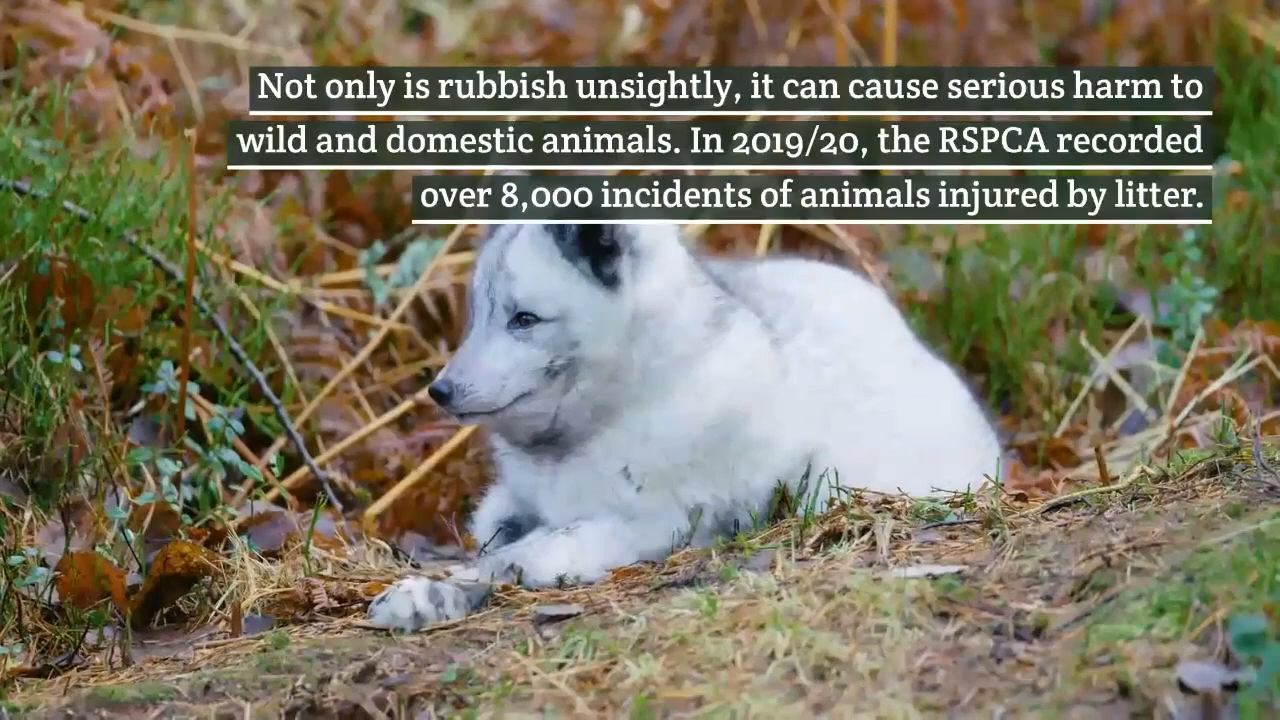 Not only is rubbish unsightly, it can cause serious harm to
wild and domestic animals. In 2019/20, the RSPCA recorded
over 8,000 incidents of animals injured by litter.